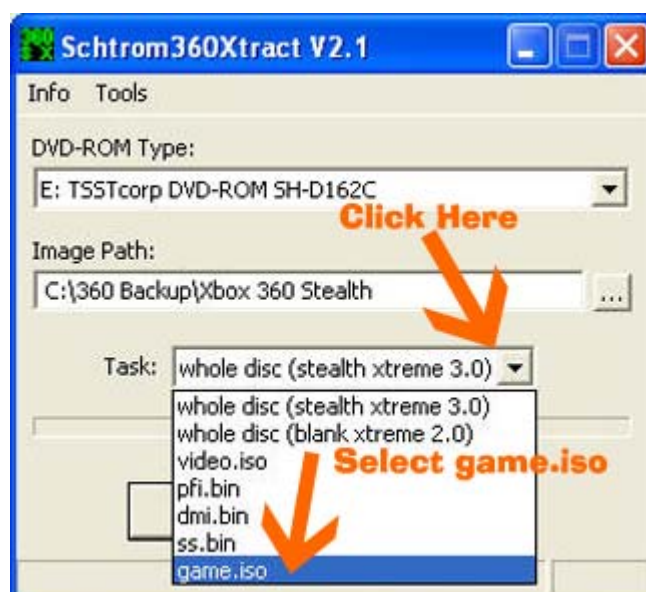 Schtrom360Xtract V2.1
Info Tools
DVD-ROM Type:
E: TSSTcorp DVD-ROM SH-D162C
Click Here
Image Path:
C:\360 Backup\Xbox 360 Stealth
...
Task: whole disc (stealth xtreme 3.0)
whole disc (stealth xtreme 3.0)
whole disc (blank xtreme 2.0)
video.iso
Select game.iso
pfi.bin
dmi.bin
ss.bin
game.iso